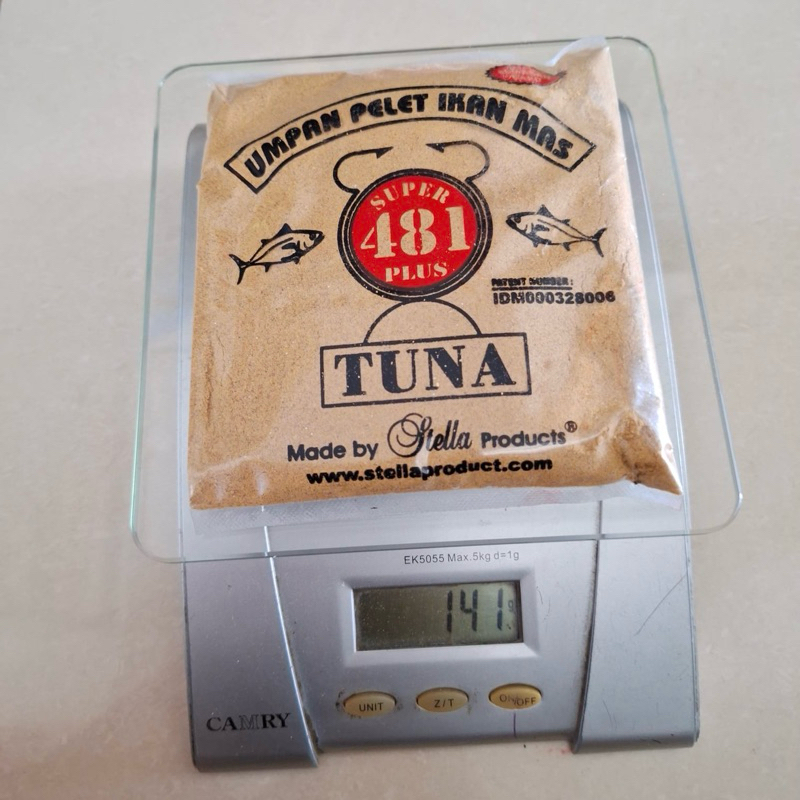 UMPAN PELET IKAN MAS
SUPER
481
PLUS
PATENT NUMBER:
IDM000328006
TUNA
Made by Stella Products®
www.stellaproduct.com
EK5055 Max.5kg d=1g
141g
UNIT
Z/T
ON/OFF
CAMRY